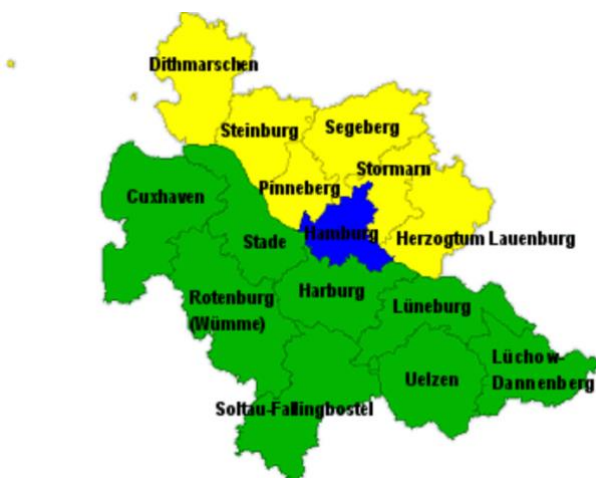 Dithmarschen
Steinburg
Segeberg
Stormarn
Pinneberg
Cuxhaven
Hamburg
Herzogtum Lauenburg
Stade
Harburg
Rotenburg
(Wümme)
Lüneburg
Lüchow-
Dannenberg
Uelzen
Soltau-Fallingbostel